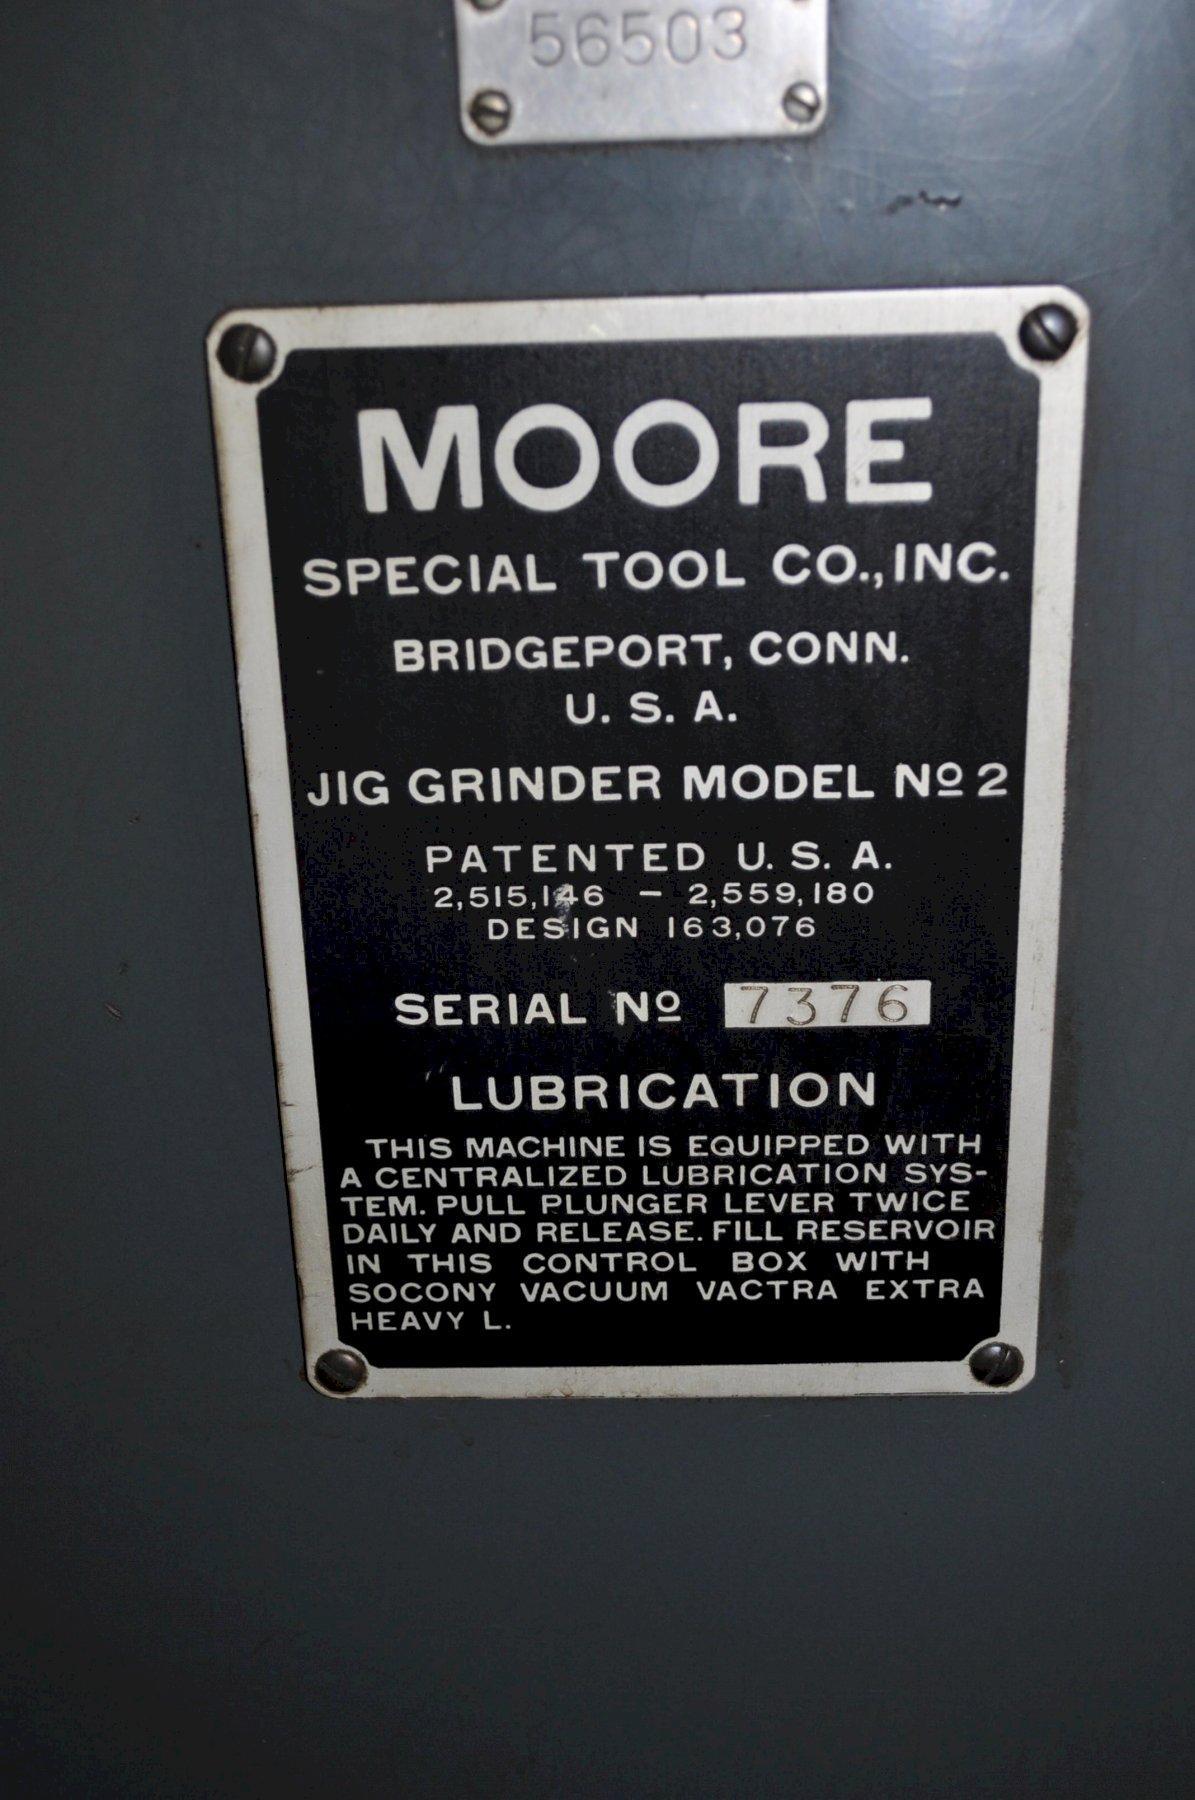 56503
MOORE
SPECIAL TOOL CO., INC.
BRIDGEPORT, CONN.
U. S. A.
JIG GRINDER MODEL Nº 2
PATENTED U. S. A.
2,515,146 - 2,559,180
DESIGN 163,076
SERIAL Nº 7376
LUBRICATION
THIS MACHINE IS EQUIPPED WITH
A CENTRALIZED LUBRICATION SYS-
TEM. PULL PLUNGER LEVER TWICE
DAILY AND RELEASE. FILL RESERVOIR
IN THIS CONTROL BOX WITH
SOCONY VACUUM VACTRA EXTRA
HEAVY L.